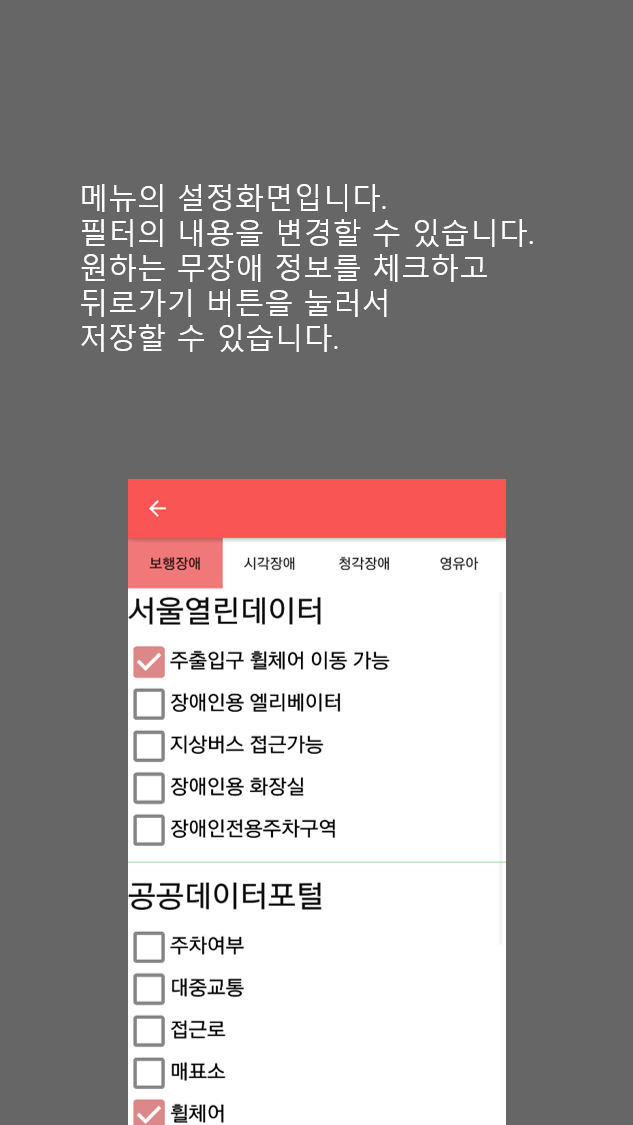 메뉴의 설정화면입니다.
필터의 내용을 변경할 수 있습니다.
원하는 무장애 정보를 체크하고
뒤로가기 버튼을 눌러서
저장할 수 있습니다.
보행장애 시각장애 청각장애 영유아
서울열린데이터
주출입구 휠체어 이동 가능
장애인용 엘리베이터
지상버스 접근가능
장애인용 화장실
장애인전용주차구역
공공데이터포털
주차여부
대중교통
접근로
매표소
휠체어